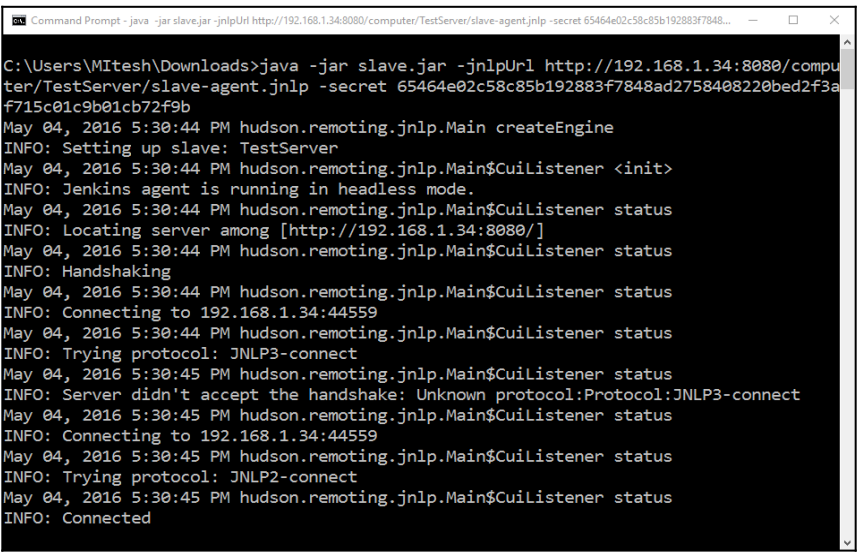 Command Prompt - java -jar slave.jar -jnlpUrl http://192.168.1.34:8080/computer/TestServer/slave-agent.jnlp -secret 65464e02c58c85b192883f7848...
C:\Users\MItesh\Downloads>java -jar slave.jar -jnlpUrl http://192.168.1.34:8080/compu
ter/TestServer/slave-agent.jnlp -secret 65464e02c58c85b192883f7848ad2758408220bed2f3a
f715c01c9b01cb72f9b
May 04, 2016 5:30:44 PM hudson.remoting.jnlp.Main createEngine
INFO: Setting up slave: TestServer
May 04, 2016 5:30:44 PM hudson.remoting.jnlp.Main$CuiListener <init>
INFO: Jenkins agent is running in headless mode.
May 04, 2016 5:30:44 PM hudson.remoting.jnlp.Main$CuiListener status
INFO: Locating server among [http://192.168.1.34:8080/]
May 04, 2016 5:30:44 PM hudson.remoting.jnlp.Main$CuiListener status
INFO: Handshaking
May 04, 2016 5:30:44 PM hudson.remoting.jnlp.Main$CuiListener status
INFO: Connecting to 192.168.1.34:44559
May 04, 2016 5:30:44 PM hudson.remoting.jnlp.Main$CuiListener status
INFO: Trying protocol: JNLP3-connect
May 04, 2016 5:30:45 PM hudson.remoting.jnlp.Main$CuiListener status
INFO: Server didn't accept the handshake: Unknown protocol:Protocol:JNLP3-connect
May 04, 2016 5:30:45 PM hudson.remoting.jnlp.Main$CuiListener status
INFO: Connecting to 192.168.1.34:44559
May 04, 2016 5:30:45 PM hudson.remoting.jnlp.Main$CuiListener status
INFO: Trying protocol: JNLP2-connect
May 04, 2016 5:30:45 PM hudson.remoting.jnlp.Main$CuiListener status
INFO: Connected